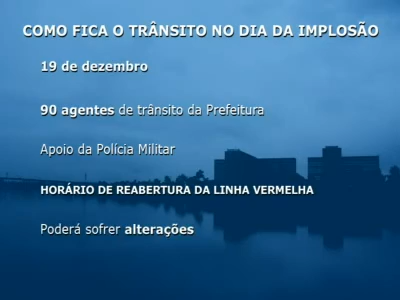 COMO FICA O TRÂNSITO NO DIA DA IMPLOSÃO
19 de dezembro
90 agentes de trânsito da Prefeitura
Apoio da Polícia Militar
HORÁRIO DE REABERTURA DA LINHA VERMELHA
Poderá sofrer alterações